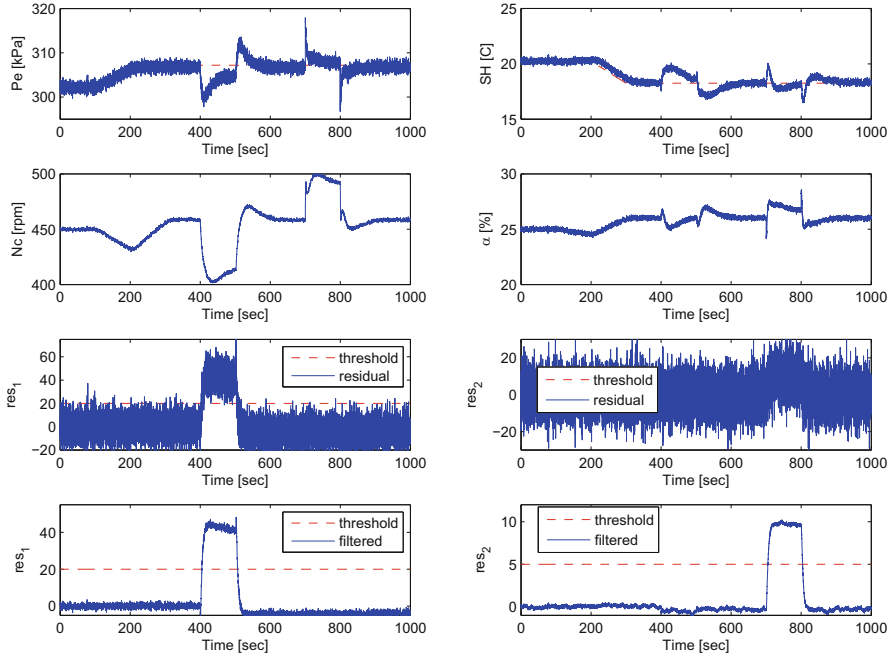 320
310
300
Pe [kPa]
0 200 400 600 800 1000
Time [sec]
25
20
15
SH [C]
0 200 400 600 800 1000
Time [sec]
500
450
400
Nc [rpm]
0 200 400 600 800 1000
Time [sec]
30
25
20
α [%]
0 200 400 600 800 1000
Time [sec]
60
40
20
0
−20
res1
threshold
residual
0 200 400 600 800 1000
Time [sec]
20
0
−20
res2
threshold
residual
0 200 400 600 800 1000
Time [sec]
40
20
0
res1
threshold
filtered
0 200 400 600 800 1000
Time [sec]
10
5
0
res2
threshold
filtered
0 200 400 600 800 1000
Time [sec]